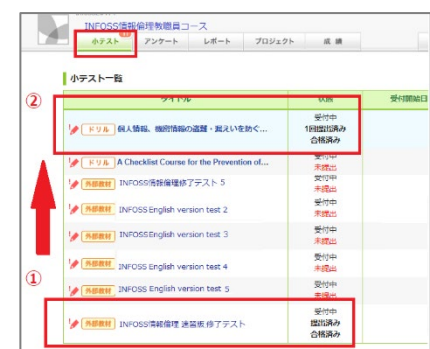 INFOSS情報倫理教職員コース
小テスト アンケート レポート プロジェクト 成績
小テスト一覧
②
タイトル 状態 受付開始日
ドリル 個人情報、機密情報の盗難・漏えいを防ぐ... 受付中
1回提出済み
合格済み
ドリル A Checklist Course for the Prevention of... 受付中
未提出
外部教材 INFOSS情報倫理修了テスト 5 受付中
未提出
外部教材 INFOSS English version test 2 受付中
未提出
外部教材 INFOSS English version test 3 受付中
未提出
①
外部教材 INFOSS English version test 4 受付中
未提出
外部教材 INFOSS English version test 5 受付中
未提出
外部教材 INFOSS情報倫理 速習版 修了テスト 受付中
提出済み
合格済み